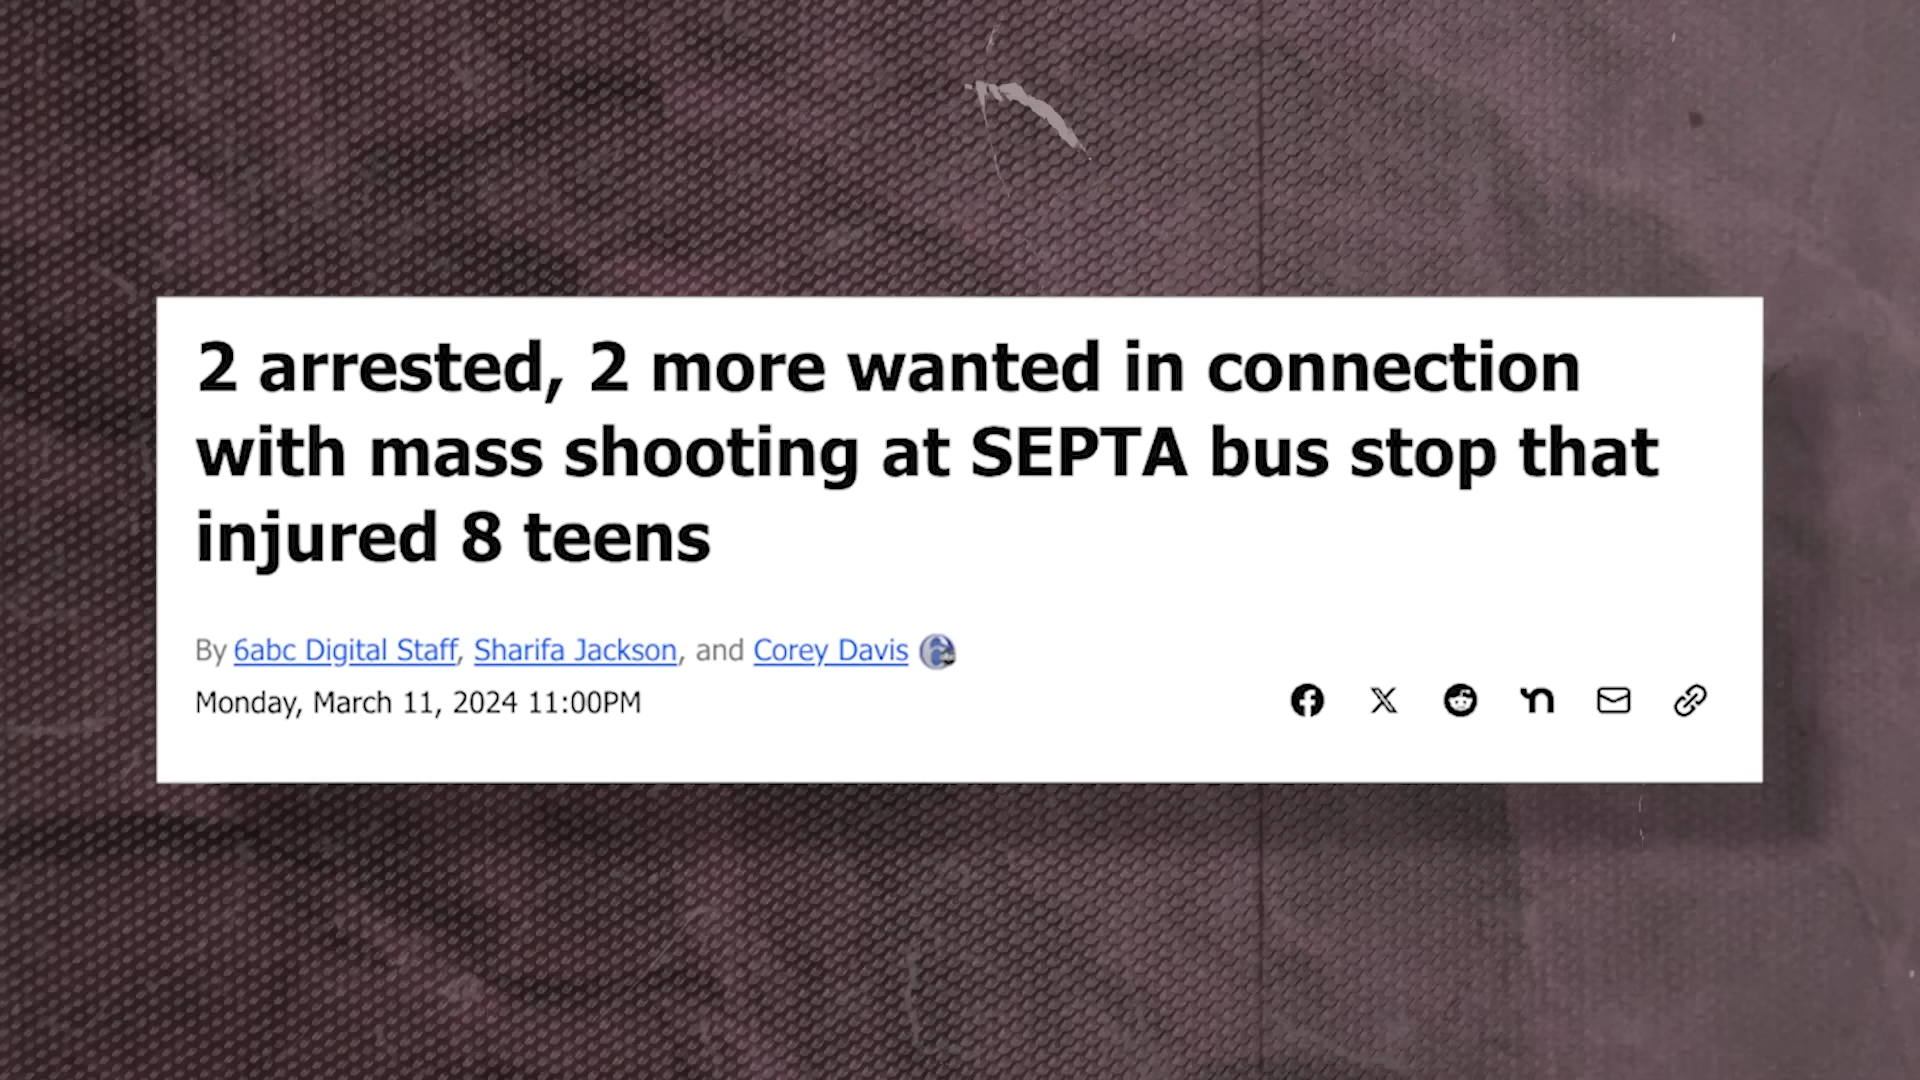 2 arrested, 2 more wanted in connection
with mass shooting at SEPTA bus stop that
injured 8 teens
By 6abc Digital Staff, Sharifa Jackson, and Corey Davis
Monday, March 11, 2024 11:00PM